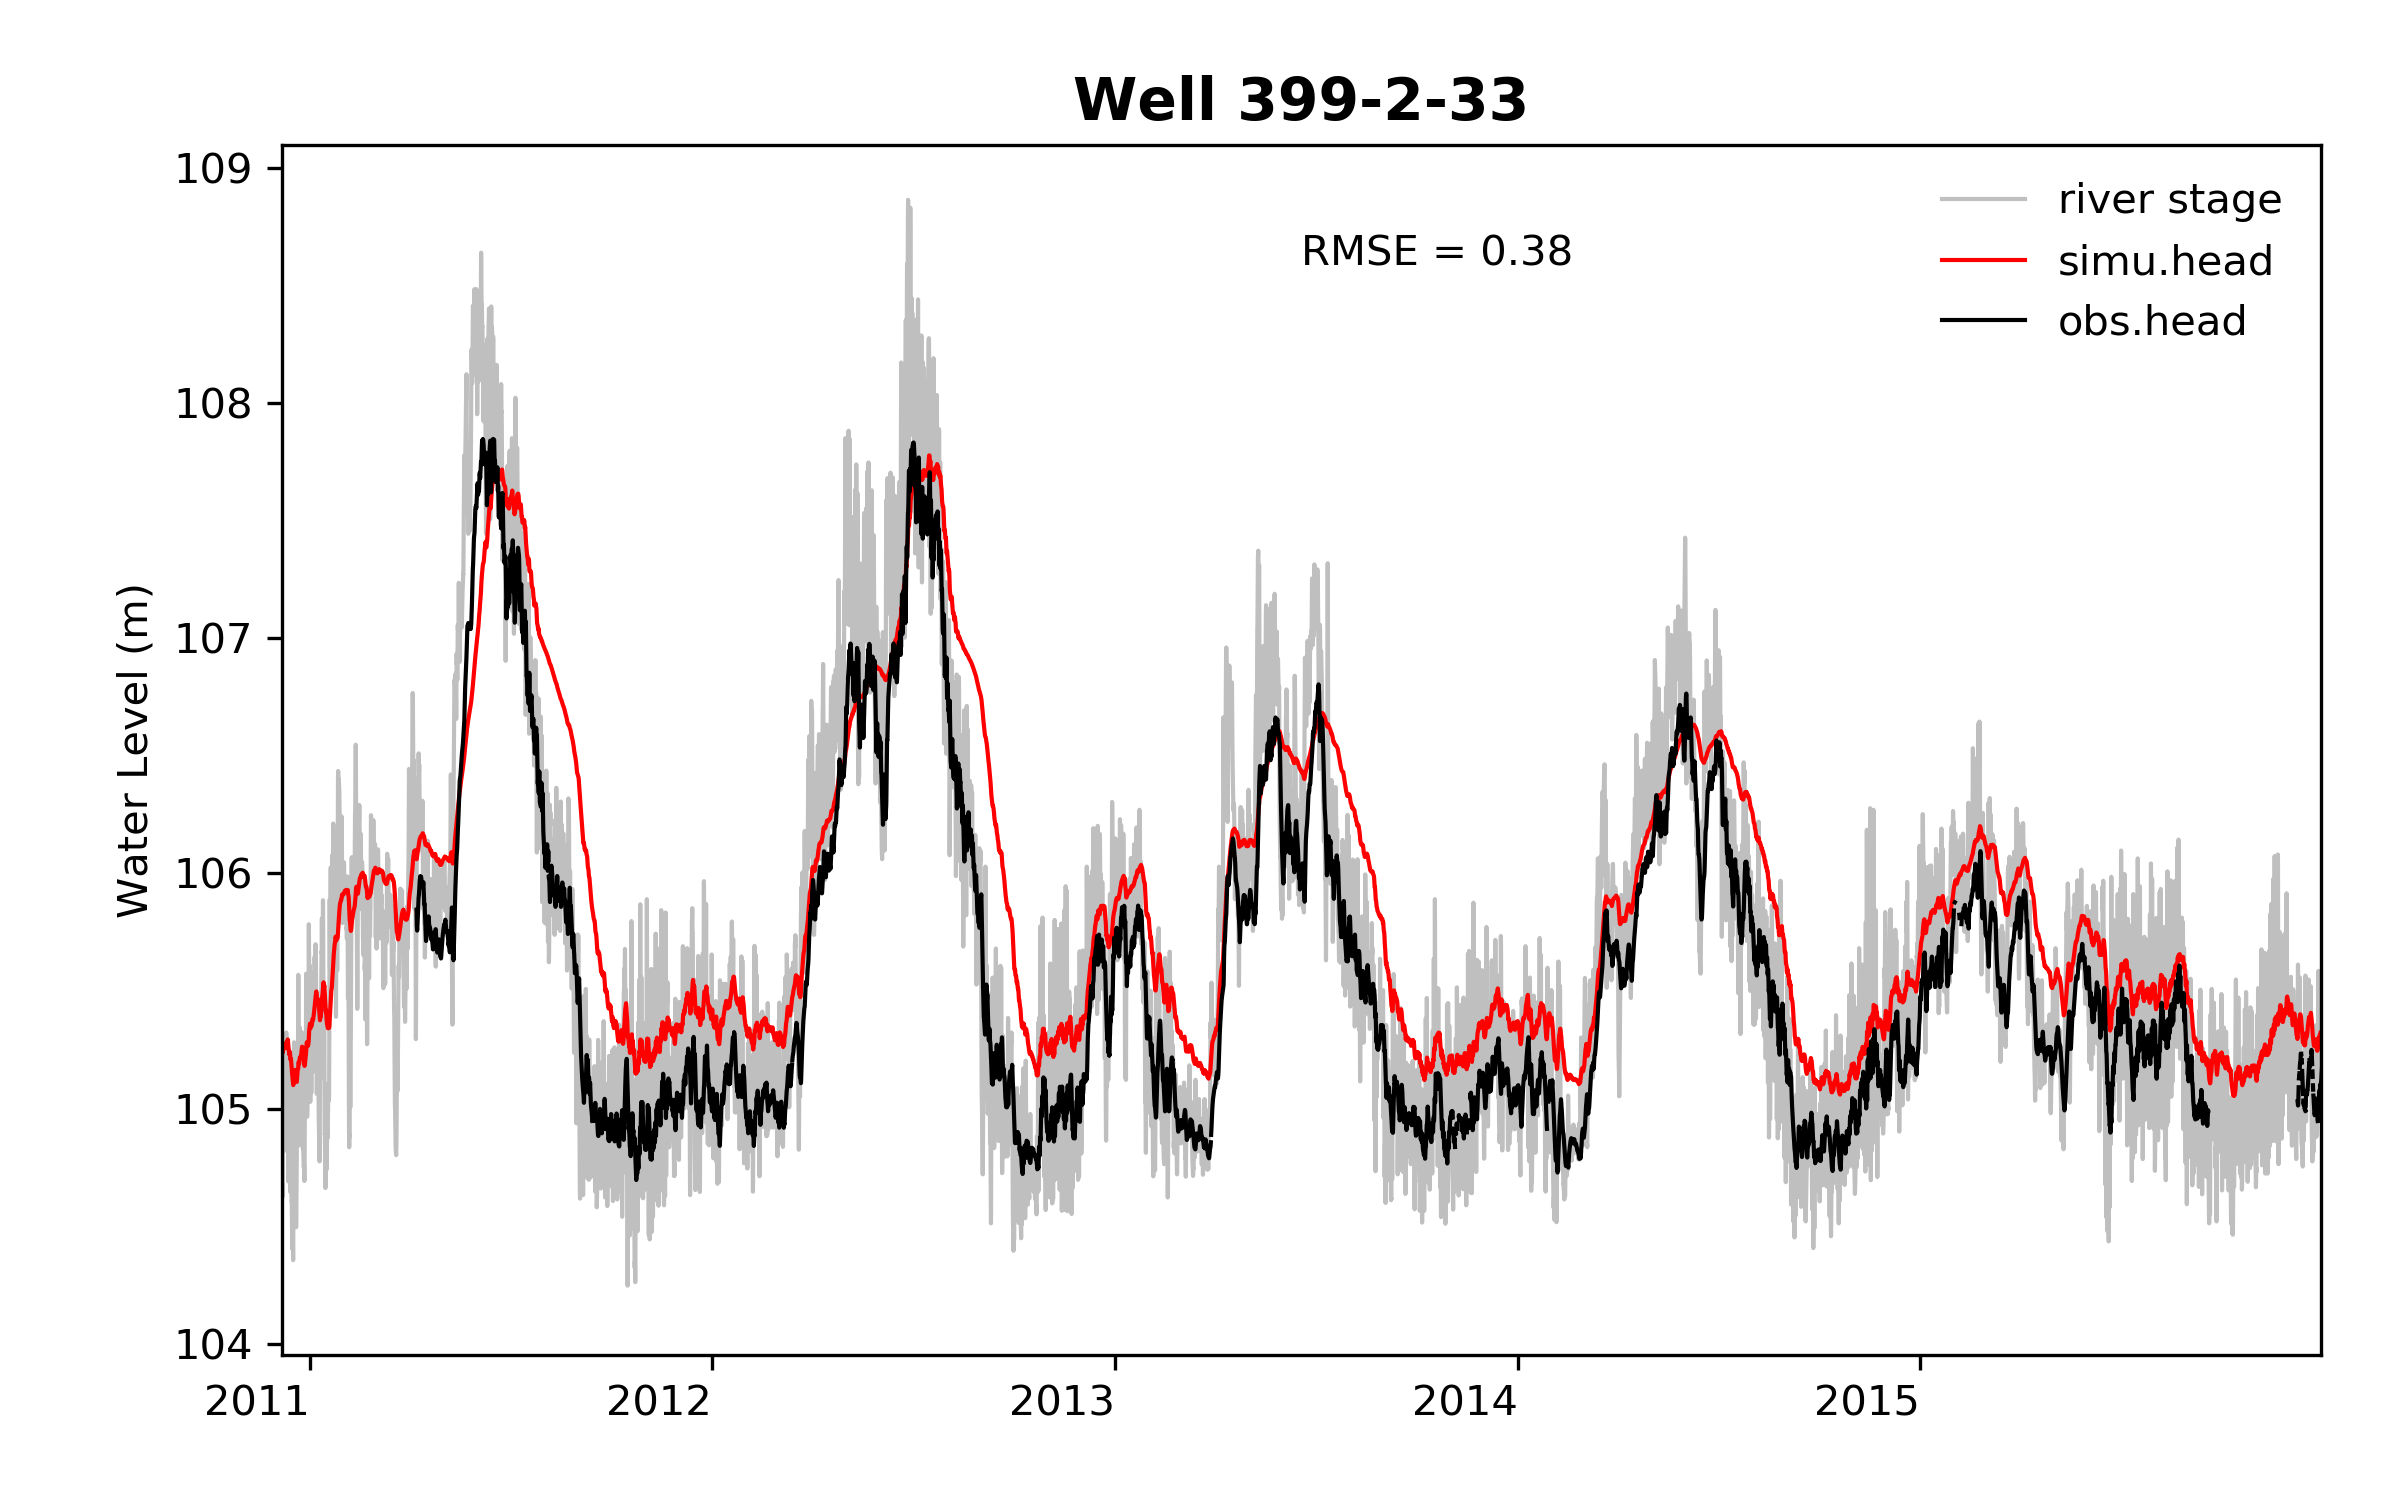 Well 399-2-33
109
108
107
106
105
104
Water Level (m)
RMSE = 0.38
river stage
simu.head
obs.head
2011
2012
2013
2014
2015